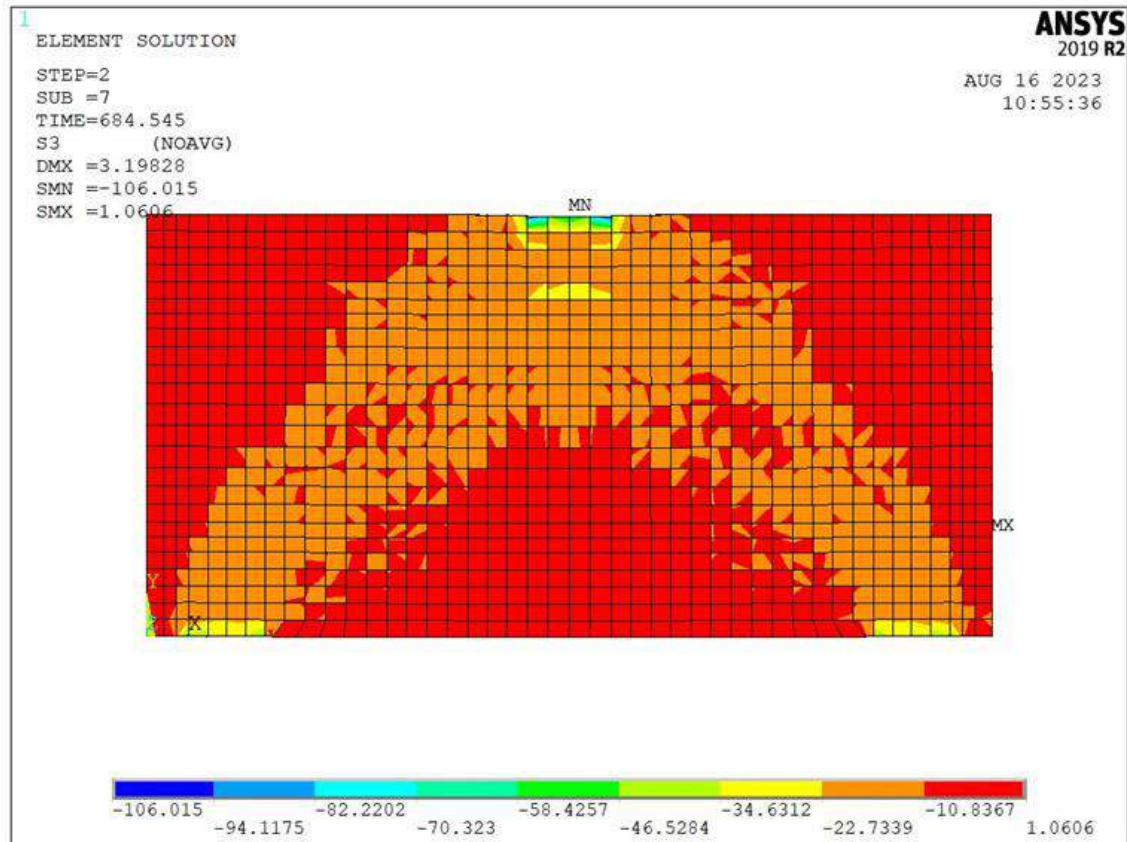 1
ELEMENT SOLUTION
STEP=2
SUB =7
TIME=684.545
S3 (NOAVG)
DMX =3.19828
SMN =-106.015
SMX =1.0606
ANSYS
2019 R2
AUG 16 2023
10:55:36
MN
MX
Y
Z X
-106.015 -82.2202 -58.4257 -34.6312 -10.8367
-94.1175 -70.323 -46.5284 -22.7339 1.0606